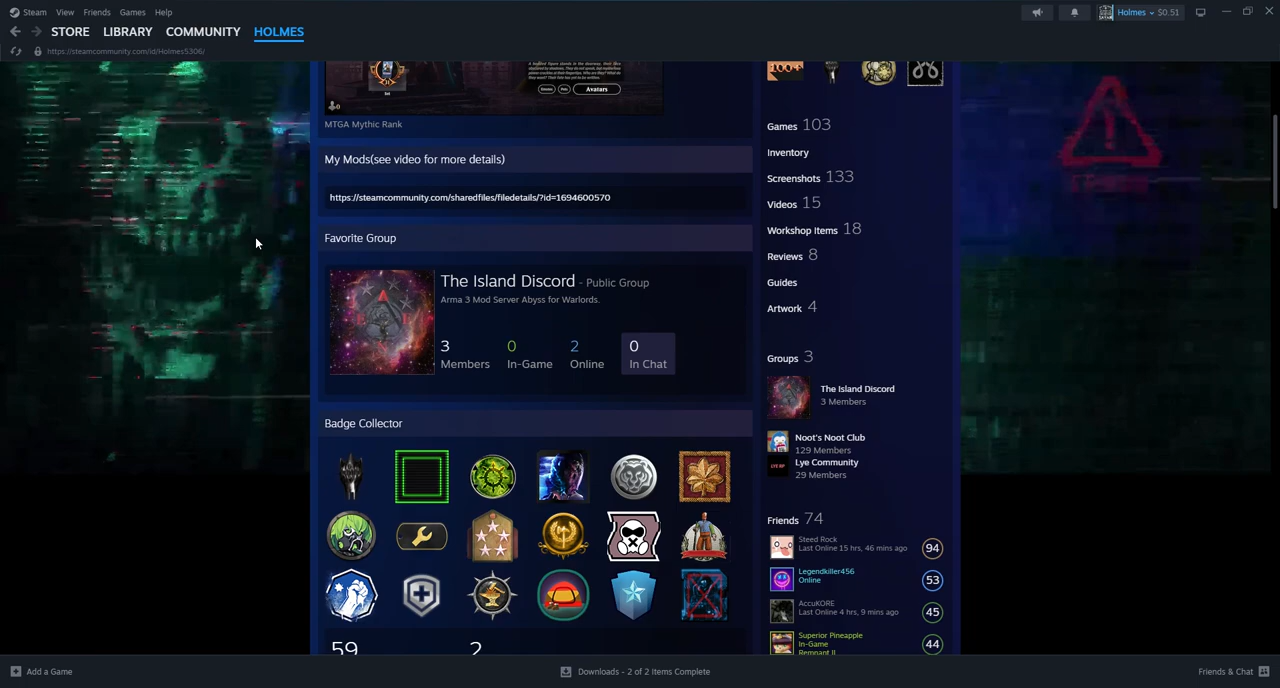 Steam View Friends Games Help
Holmes $0.51
STORE LIBRARY COMMUNITY HOLMES
https://steamcommunity.com/id/Holmes5306/
Avatars
MTGA Mythic Rank
My Mods(see video for more details)
https://steamcommunity.com/sharedfiles/filedetails/?id=1694600570
Favorite Group
The Island Discord - Public Group
Arma 3 Mod Server Abyss for Warlords.
3 0 2 0
Members In-Game Online In Chat
Badge Collector
59 2
100+
Games 103
Inventory
Screenshots 133
Videos 15
Workshop Items 18
Reviews 8
Guides
Artwork 4
Groups 3
The Island Discord
3 Members
Noot's Noot Club
129 Members
LYE RP
Lye Community
29 Members
Friends 74
Steed Rock
Last Online 15 hrs, 46 mins ago
94
Legendkiller456
Online
53
AccuKORE
Last Online 4 hrs, 9 mins ago
45
Superior Pineapple
In-Game
Remnant II
44
Add a Game
Downloads - 2 of 2 Items Complete
Friends & Chat